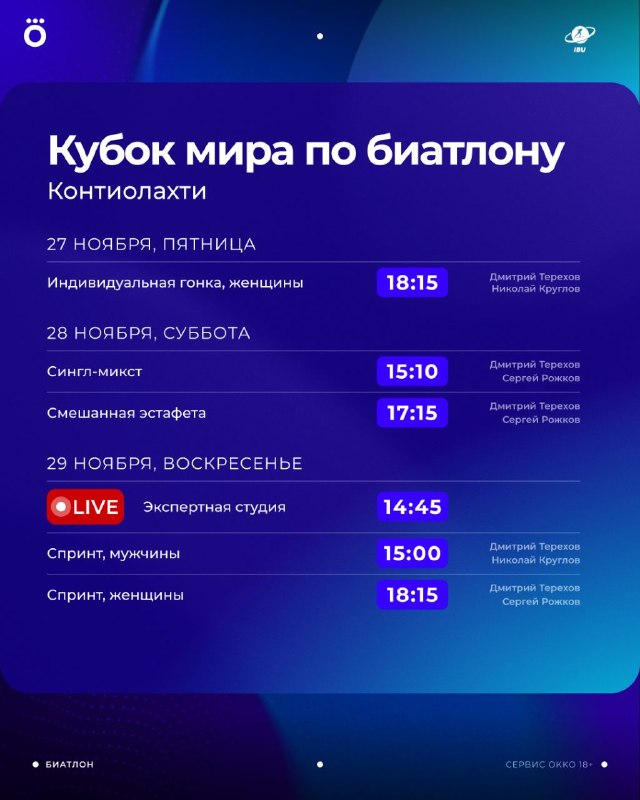 ӧ
IBU
Кубок мира по биатлону
Контиолахти
27 НОЯБРЯ, ПЯТНИЦА
Индивидуальная гонка, женщины 18:15 Дмитрий Терехов
Николай Круглов
28 НОЯБРЯ, СУББОТА
Сингл-микст 15:10 Дмитрий Терехов
Сергей Рожков
Смешанная эстафета 17:15 Дмитрий Терехов
Сергей Рожков
29 НОЯБРЯ, ВОСКРЕСЕНЬЕ
LIVE Экспертная студия 14:45
Спринт, мужчины 15:00 Дмитрий Терехов
Николай Круглов
Спринт, женщины 18:15 Дмитрий Терехов
Сергей Рожков
БИАТЛОН СЕРВИС ОККО 18+